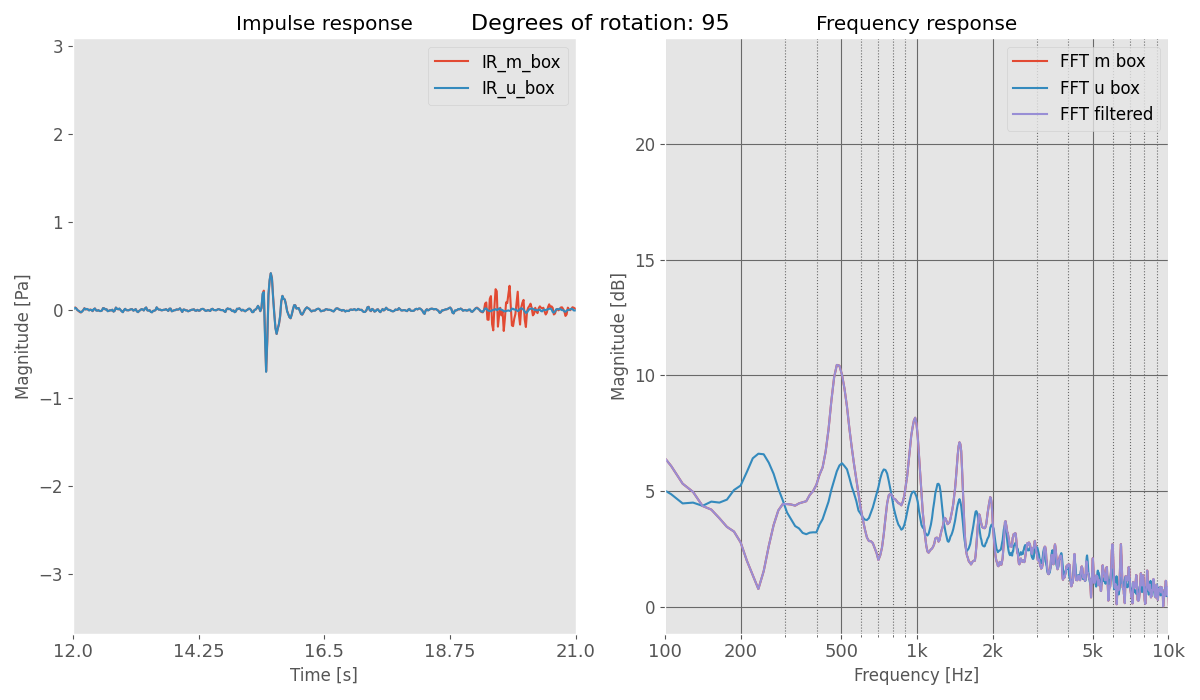 Degrees of rotation: 95
Impulse response
IR_m_box
IR_u_box
3
2
1
0
−1
−2
−3
Magnitude [Pa]
12.0 14.25 16.5 18.75 21.0
Time [s]
Frequency response
FFT m box
FFT u box
FFT filtered
20
15
10
5
0
Magnitude [dB]
100 200 500 1k 2k 5k 10k
Frequency [Hz]